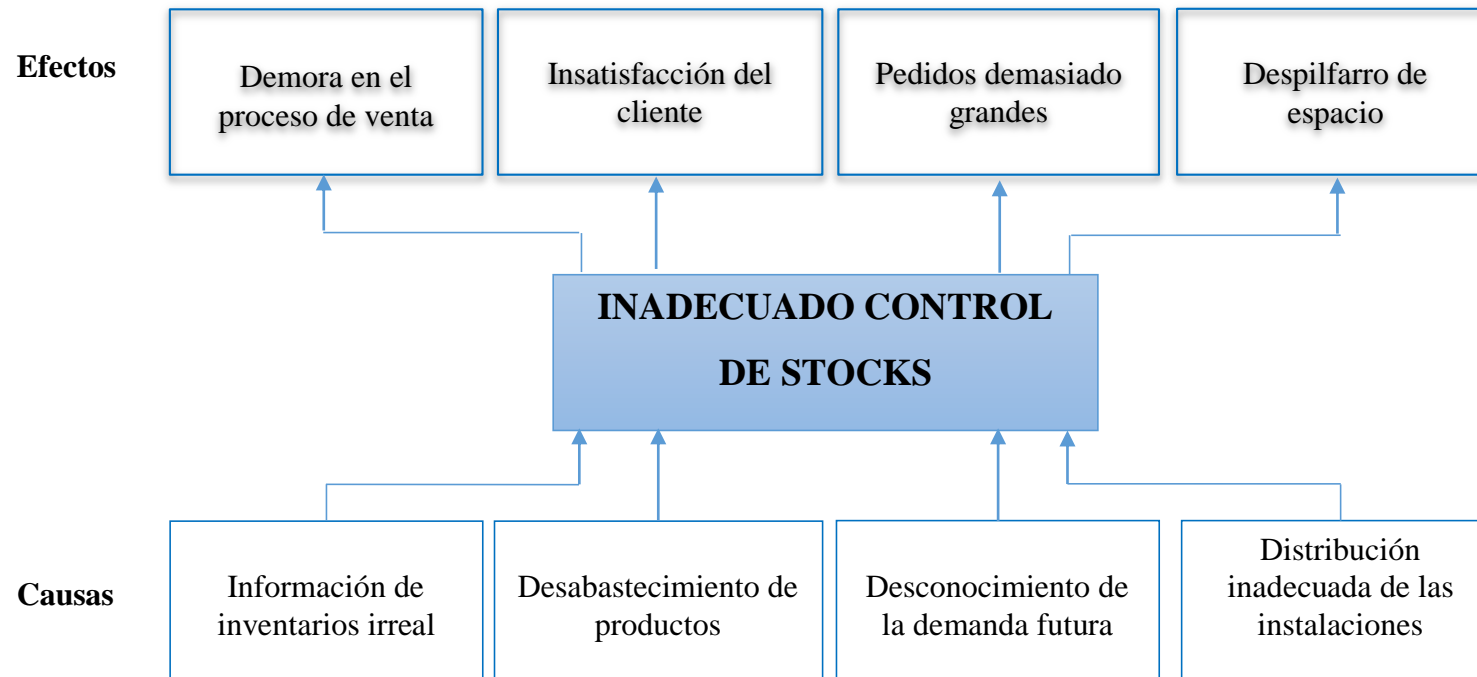 Efectos
Demora en el
proceso de venta
Insatisfacción del
cliente
Pedidos demasiado
grandes
Despilfarro de
espacio
INADECUADO CONTROL
DE STOCKS
Causas
Información de
inventarios irreal
Desabastecimiento de
productos
Desconocimiento de
la demanda futura
Distribución
inadecuada de las
instalaciones